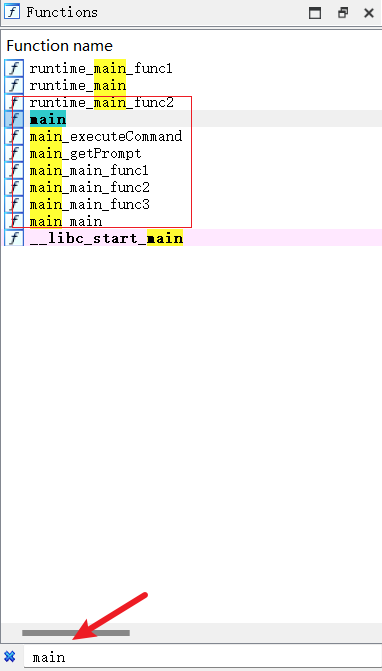 Functions
Function name
runtime_main_func1
runtime_main
runtime_main_func2
main
main_executeCommand
main_getPrompt
main_main_func1
main_main_func2
main_main_func3
main_main
__libc_start_main
main